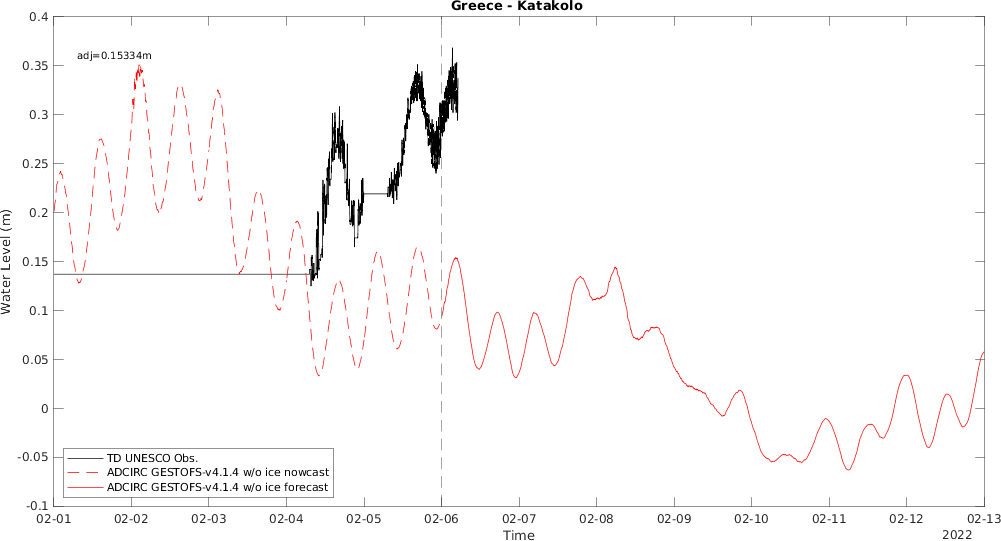 Greece - Katakolo
0.4
0.35
0.3
0.25
0.2
0.15
0.1
0.05
0
-0.05
-0.1
Water Level (m)
adj=0.15334m
TD UNESCO Obs.
ADCIRC GESTOFS-v4.1.4 w/o ice nowcast
ADCIRC GESTOFS-v4.1.4 w/o ice forecast
02-01 02-02 02-03 02-04 02-05 02-06 02-07 02-08 02-09 02-10 02-11 02-12 02-13
Time
2022